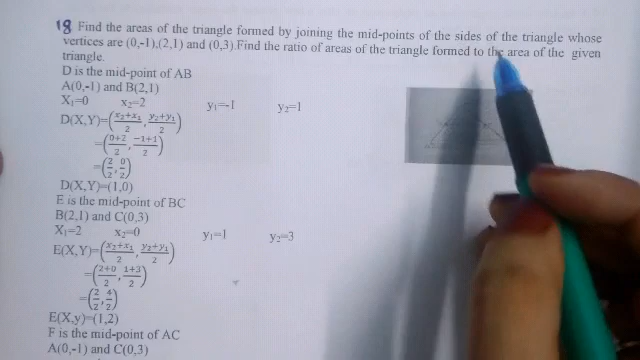 18 Find the areas of the triangle formed by joining the mid-points of the sides of the triangle whose
vertices are (0,-1),(2,1) and (0,3).Find the ratio of areas of the triangle formed to the area of the given
triangle.
D is the mid-point of AB
A(0,-1) and B(2,1)
X₁=0 x₂=2 y₁=-1 y₂=1
D(X,Y)=(x₂+x₁/2, y₂+y₁/2)
=(0+2/2, -1+1/2)
=(2/2, 0/2)
D(X,Y)=(1,0)
E is the mid-point of BC
B(2,1) and C(0,3)
X₁=2 x₂=0 y₁=1 y₂=3
E(X,Y)=(x₂+x₁/2, y₂+y₁/2)
=(2+0/2, 1+3/2)
=(2/2, 4/2)
E(X,y)=(1,2)
F is the mid-point of AC
A(0,-1) and C(0,3)